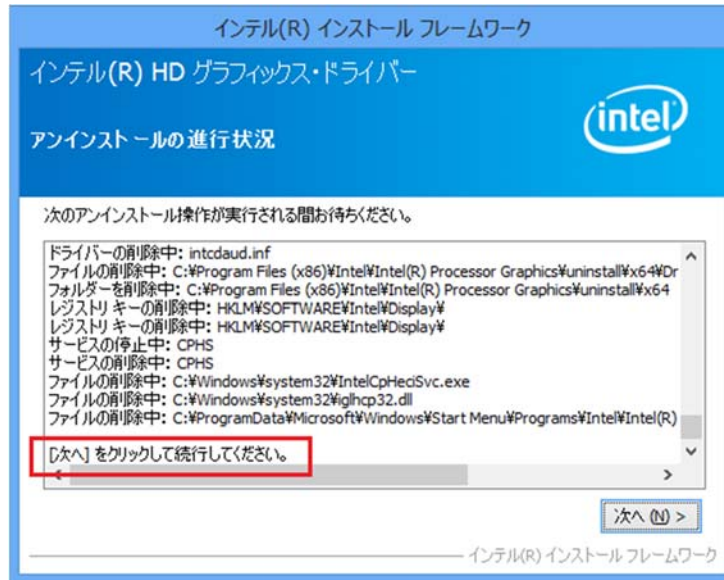 インテル(R) インストール フレームワーク
インテル(R) HD グラフィックス・ドライバー
intel
アンインストールの進行状況
次のアンインストール操作が実行される間お待ちください。
ドライバーの削除中: intcdaud.inf
ファイルの削除中: C:¥Program Files (x86)¥Intel¥Intel(R) Processor Graphics¥uninstall¥x64¥Dr
フォルダーを削除中: C:¥Program Files (x86)¥Intel¥Intel(R) Processor Graphics¥uninstall¥x64
レジストリ キーの削除中: HKLM¥SOFTWARE¥Intel¥Display¥
レジストリ キーの削除中: HKLM¥SOFTWARE¥Intel¥Display¥
サービスの停止中: CPHS
サービスの削除中: CPHS
ファイルの削除中: C:¥Windows¥system32¥IntelCpHeciSvc.exe
ファイルの削除中: C:¥Windows¥system32¥iglhcp32.dll
ファイルの削除中: C:¥ProgramData¥Microsoft¥Windows¥Start Menu¥Programs¥Intel¥Intel(R)
[次へ] をクリックして続行してください。
次へ (N) >
インテル(R) インストール フレームワーク